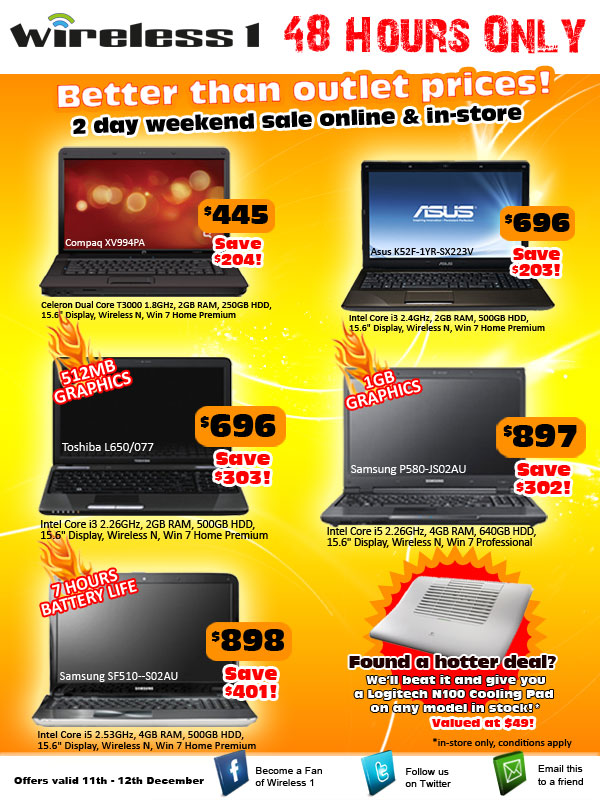 wireless 1 48 HOURS ONLY
Better than outlet prices!
2 day weekend sale online & in-store
Compaq XV994PA
$445
Save
$204!
Celeron Dual Core T3000 1.8GHz, 2GB RAM, 250GB HDD,
15.6" Display, Wireless N, Win 7 Home Premium
ASUS
Asus K52F-1YR-SX223V
$696
Save
$203!
Intel Core i3 2.4GHz, 2GB RAM, 500GB HDD,
15.6" Display, Wireless N, Win 7 Home Premium
512MB
GRAPHICS
Toshiba L650/077
$696
Save
$303!
Intel Core i3 2.26GHz, 2GB RAM, 500GB HDD,
15.6" Display, Wireless N, Win 7 Home Premium
1GB
GRAPHICS
Samsung P580-JS02AU
SAMSUNG
$897
Save
$302!
Intel Core i5 2.26GHz, 4GB RAM, 640GB HDD,
15.6" Display, Wireless N, Win 7 Professional
7 HOURS
BATTERY LIFE
Samsung SF510--S02AU
SAMSUNG
$898
Save
$401!
Intel Core i5 2.53GHz, 4GB RAM, 500GB HDD,
15.6" Display, Wireless N, Win 7 Home Premium
Found a hotter deal?
We'll beat it and give you
a Logitech N100 Cooling Pad
on any model in stock!*
Valued at $49!
*in-store only, conditions apply
Offers valid 11th - 12th December
Become a Fan
of Wireless 1
Follow us
on Twitter
Email this
to a friend